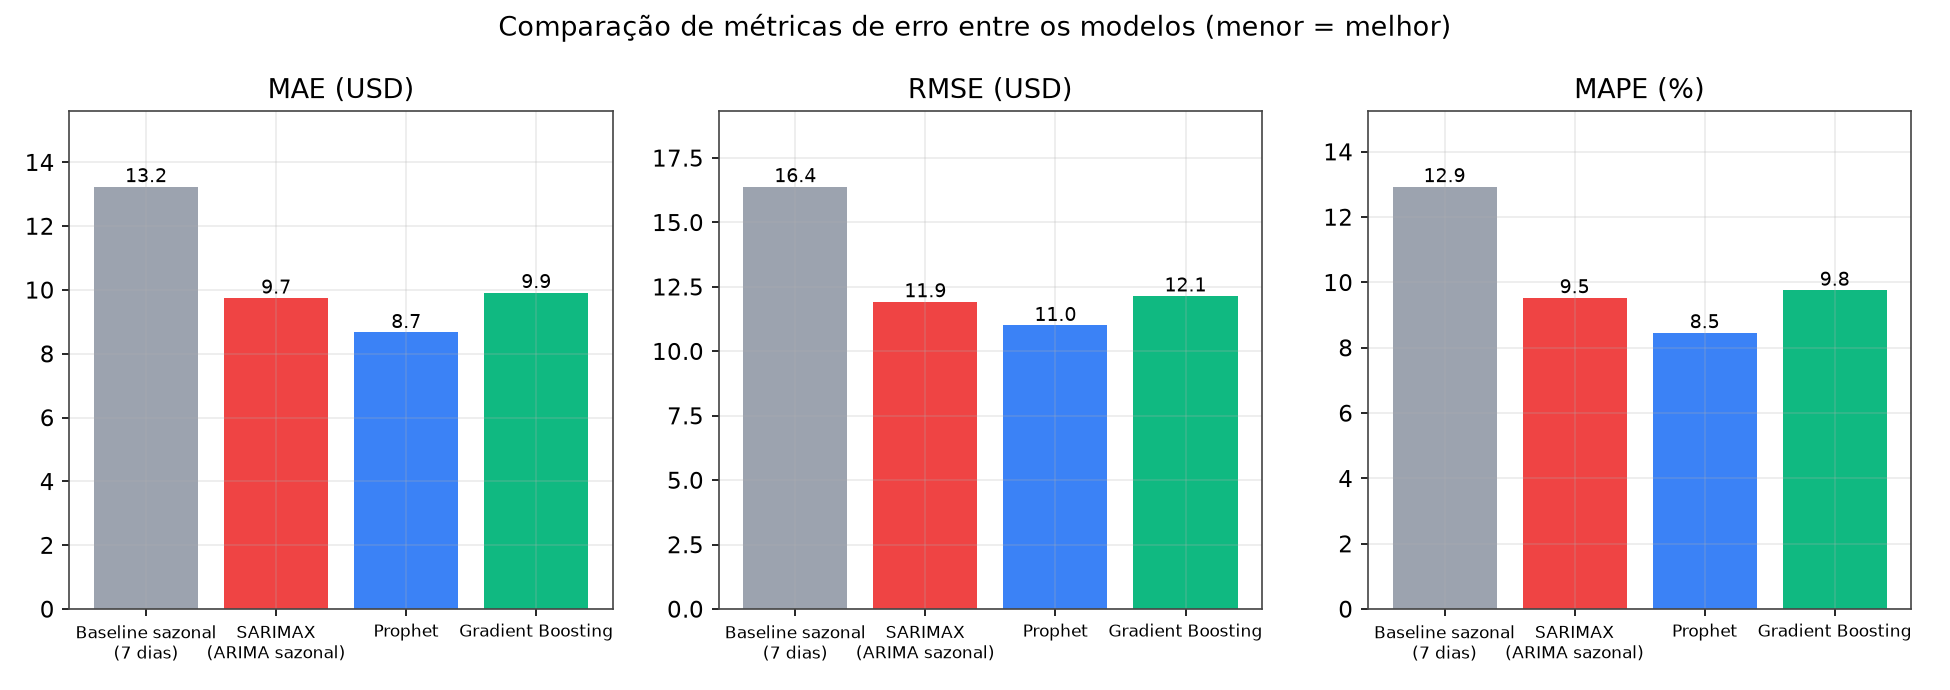 Comparação de métricas de erro entre os modelos (menor = melhor)
MAE (USD)
14
12
10
8
6
4
2
0
13.2
9.7
8.7
9.9
Baseline sazonal
(7 dias)
SARIMAX
(ARIMA sazonal)
Prophet
Gradient Boosting
RMSE (USD)
17.5
15.0
12.5
10.0
7.5
5.0
2.5
0.0
16.4
11.9
11.0
12.1
Baseline sazonal
(7 dias)
SARIMAX
(ARIMA sazonal)
Prophet
Gradient Boosting
MAPE (%)
14
12
10
8
6
4
2
0
12.9
9.5
8.5
9.8
Baseline sazonal
(7 dias)
SARIMAX
(ARIMA sazonal)
Prophet
Gradient Boosting